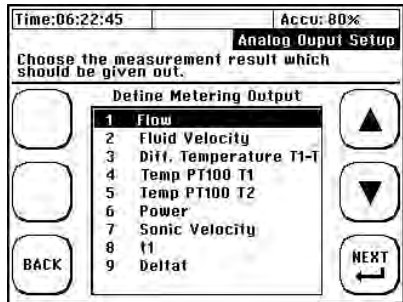 Time:06:22:45 Accu: 80%
Analog Ouput Setup
Choose the measurement result which
should be given out.
Define Metering Output
1 Flow
2 Fluid Velocity
3 Diff. Temperature T1-T
4 Temp PT100 T1
5 Temp PT100 T2
6 Power
7 Sonic Velocity
8 t1
9 Deltat
BACK
NEXT